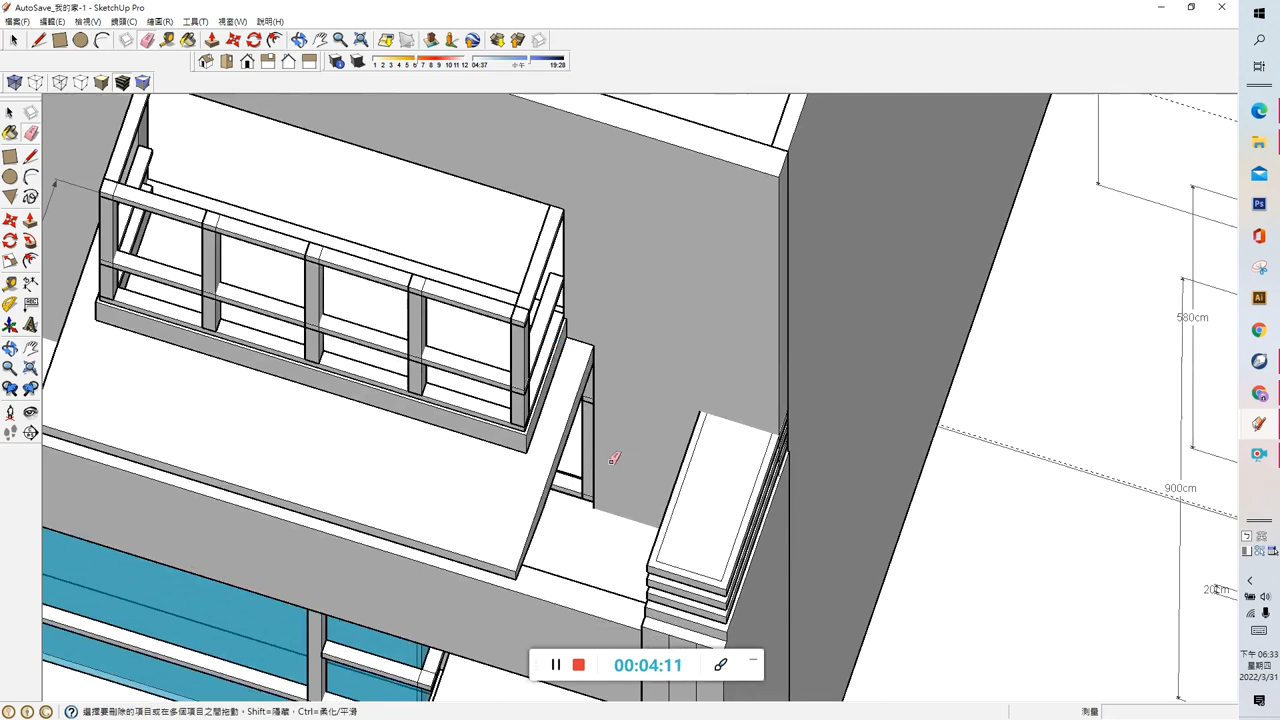 AutoSave_我的家-1 - SketchUp Pro
檔案(F) 編輯(E) 檢視(V) 鏡頭(C) 繪圖(R) 工具(T) 視窗(W) 說明(H)
1 2 3 4 5 6 7 8 9 10 11 12 04:37 小午 19:28
ABC
580cm
900cm
Ps
Ai
00:04:11
下午 06:33
星期四
2022/3/31
選擇要刪除的項目或在多個項目之間拖動。Shift=隱藏，Ctrl=柔化/平滑
測量